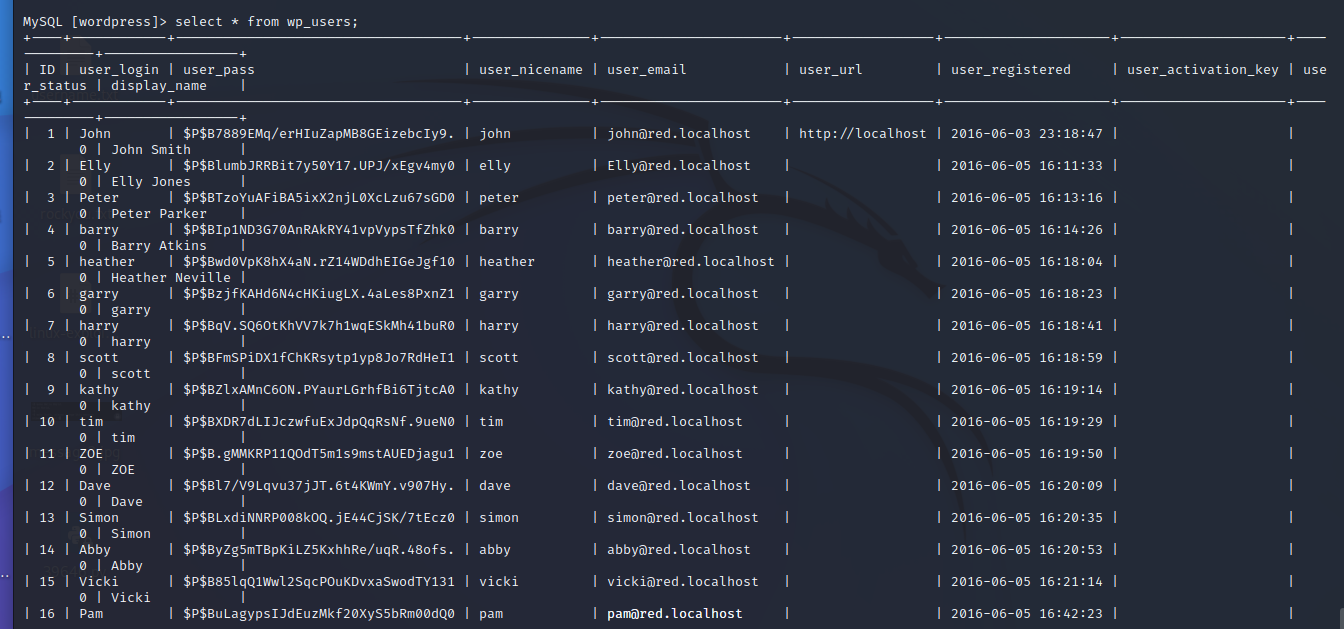 MySQL [wordpress]> select * from wp_users;
+----+------------+------------------------------------+---------------+-----------------------+------------------+---------------------+---------------------+----
---------+-----------------+
| ID | user_login | user_pass | user_nicename | user_email | user_url | user_registered | user_activation_key | use
r_status | display_name |
+----+------------+------------------------------------+---------------+-----------------------+------------------+---------------------+---------------------+----
---------+-----------------+
| 1 | John | $P$B7889EMq/erHIuZapMB8GEizebcIy9. | john | john@red.localhost | http://localhost | 2016-06-03 23:18:47 | |
0 | John Smith |
| 2 | Elly | $P$BlumbJRRBit7y50Y17.UPJ/xEgv4my0 | elly | Elly@red.localhost | | 2016-06-05 16:11:33 | |
0 | Elly Jones |
| 3 | Peter | $P$BTzoYuAFiBA5ixX2njL0XcLzu67sGD0 | peter | peter@red.localhost | | 2016-06-05 16:13:16 | |
0 | Peter Parker |
| 4 | barry | $P$BIp1ND3G70AnRAkRY41vpVypsTfZhk0 | barry | barry@red.localhost | | 2016-06-05 16:14:26 | |
0 | Barry Atkins |
| 5 | heather | $P$Bwd0VpK8hX4aN.rZ14WDdhEIGeJgf10 | heather | heather@red.localhost | | 2016-06-05 16:18:04 | |
0 | Heather Neville |
| 6 | garry | $P$BzjfKAHd6N4cHKiugLX.4aLes8PxnZ1 | garry | garry@red.localhost | | 2016-06-05 16:18:23 | |
0 | garry |
| 7 | harry | $P$BqV.SQ6OtKhVV7k7h1wqESkMh41buR0 | harry | harry@red.localhost | | 2016-06-05 16:18:41 | |
0 | harry |
| 8 | scott | $P$BFmSPiDX1fChKRsytp1yp8Jo7RdHeI1 | scott | scott@red.localhost | | 2016-06-05 16:18:59 | |
0 | scott |
| 9 | kathy | $P$BZlxAMnC6ON.PYaurLGrhfBi6TjtcA0 | kathy | kathy@red.localhost | | 2016-06-05 16:19:14 | |
0 | kathy |
| 10 | tim | $P$BXDR7dLIJczwfuExJdpQqRsNf.9ueN0 | tim | tim@red.localhost | | 2016-06-05 16:19:29 | |
0 | tim |
| 11 | ZOE | $P$B.gMMKRP11QOdT5m1s9mstAUEDjagu1 | zoe | zoe@red.localhost | | 2016-06-05 16:19:50 | |
0 | ZOE |
| 12 | Dave | $P$Bl7/V9Lqvu37jJT.6t4KWmY.v907Hy. | dave | dave@red.localhost | | 2016-06-05 16:20:09 | |
0 | Dave |
| 13 | Simon | $P$BLxdiNNRP008kOQ.jE44CjSK/7tEcz0 | simon | simon@red.localhost | | 2016-06-05 16:20:35 | |
0 | Simon |
| 14 | Abby | $P$ByZg5mTBpKiLZ5KxhhRe/uqR.48ofs. | abby | abby@red.localhost | | 2016-06-05 16:20:53 | |
0 | Abby |
| 15 | Vicki | $P$B85lqQ1Wwl2SqcPOuKDvxaSwodTY131 | vicki | vicki@red.localhost | | 2016-06-05 16:21:14 | |
0 | Vicki |
| 16 | Pam | $P$BuLagypsIJdEuzMkf20XyS5bRm00dQ0 | pam | pam@red.localhost | | 2016-06-05 16:42:23 | |